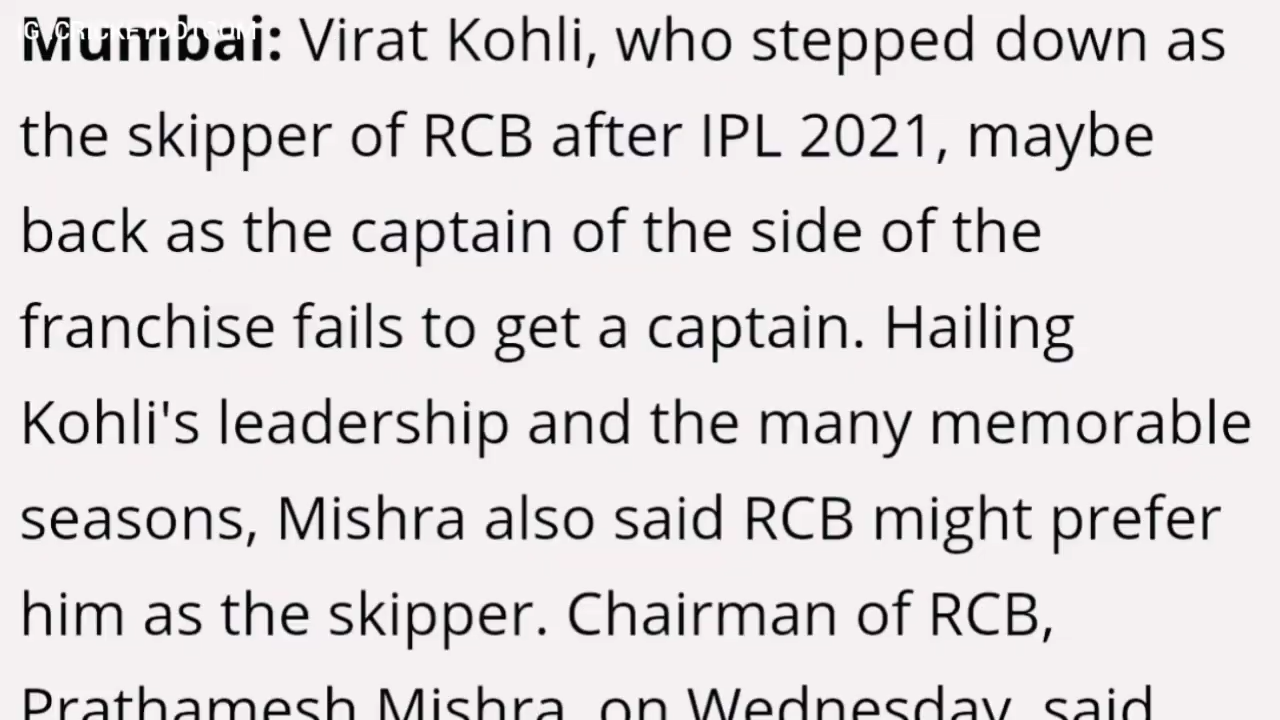 IG:CRICKETDOTCOM
Mumbai: Virat Kohli, who stepped down as
the skipper of RCB after IPL 2021, maybe
back as the captain of the side of the
franchise fails to get a captain. Hailing
Kohli's leadership and the many memorable
seasons, Mishra also said RCB might prefer
him as the skipper. Chairman of RCB,
Prathamesh Mishra, on Wednesday, said